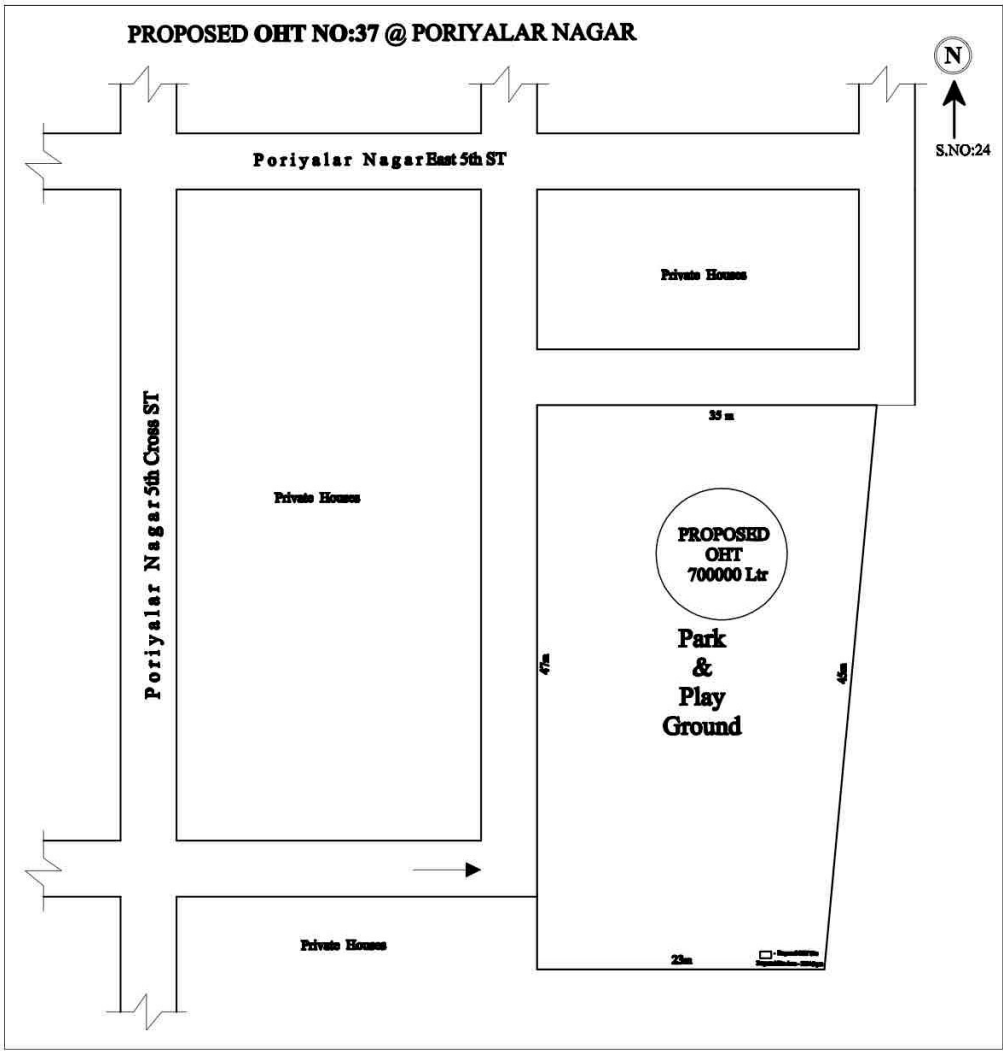 PROPOSED OHT NO:37 @ PORIYALAR NAGAR
N
S.NO:24
Poriyalar Nagar East 5th ST
Private Houses
35 m
Poriyalar Nagar 5th Cross ST
Private Houses
PROPOSED
OHT
700000 Ltr
Park
&
Play
Ground
47m
45m
Private Houses
23m